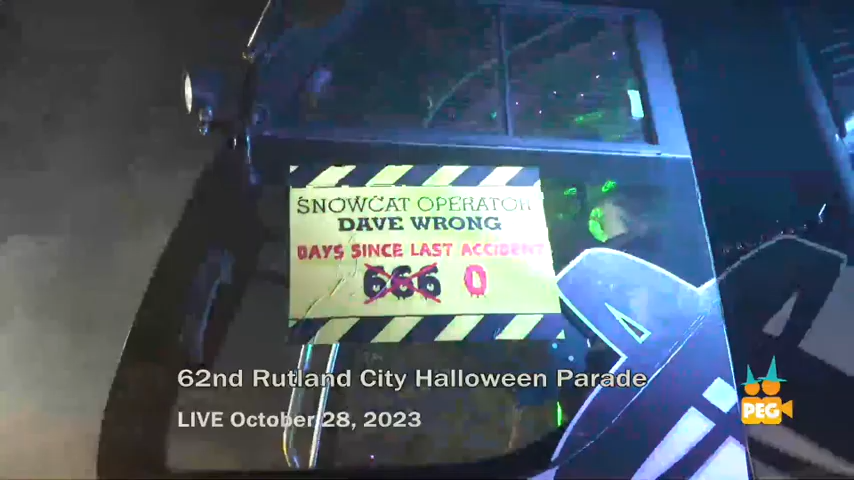 SNOWCAT OPERATOR
DAVE WRONG
DAYS SINCE LAST ACCIDENT
666 0
62nd Rutland City Halloween Parade
LIVE October 28, 2023
PEG